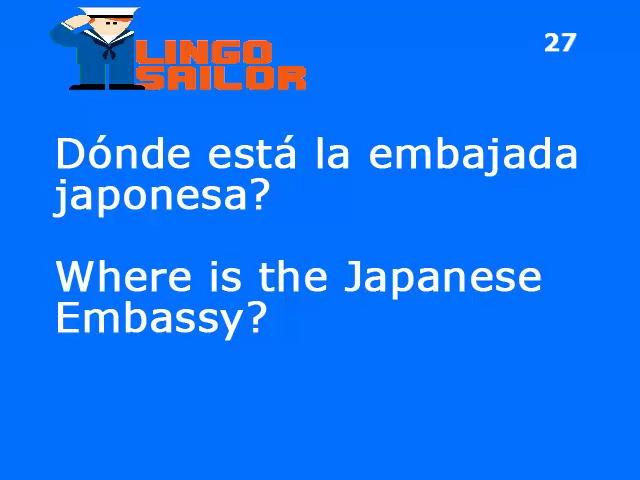 LINGO
SAILOR
27
Dónde está la embajada
japonesa?
Where is the Japanese
Embassy?